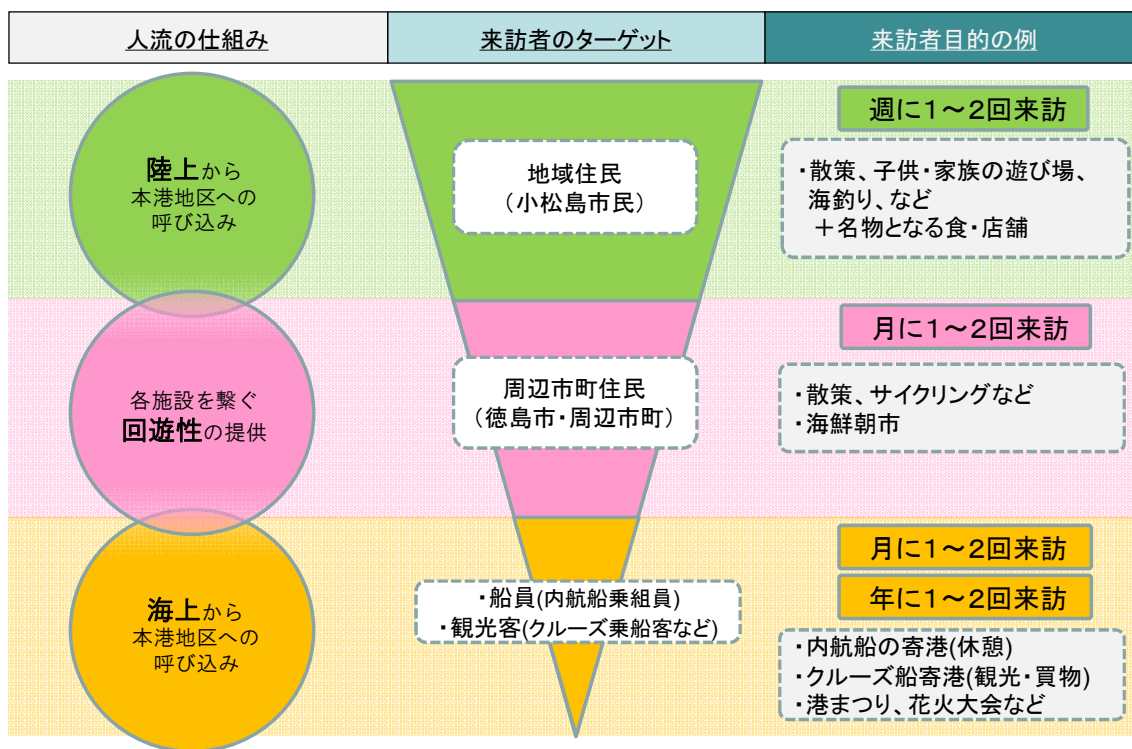 人流の仕組み
来訪者のターゲット
来訪者目的の例
陸上から
本港地区への
呼び込み
地域住民
(小松島市民)
週に1~2回来訪
・散策、子供・家族の遊び場、
海釣り、など
+名物となる食・店舗
各施設を繋ぐ
回遊性の提供
周辺市町住民
(徳島市・周辺市町)
月に1~2回来訪
・散策、サイクリングなど
・海鮮朝市
海上から
本港地区への
呼び込み
・船員(内航船乗組員)
・観光客(クルーズ乗船客など)
月に1~2回来訪
年に1~2回来訪
・内航船の寄港(休憩)
・クルーズ船寄港(観光・買物)
・港まつり、花火大会など